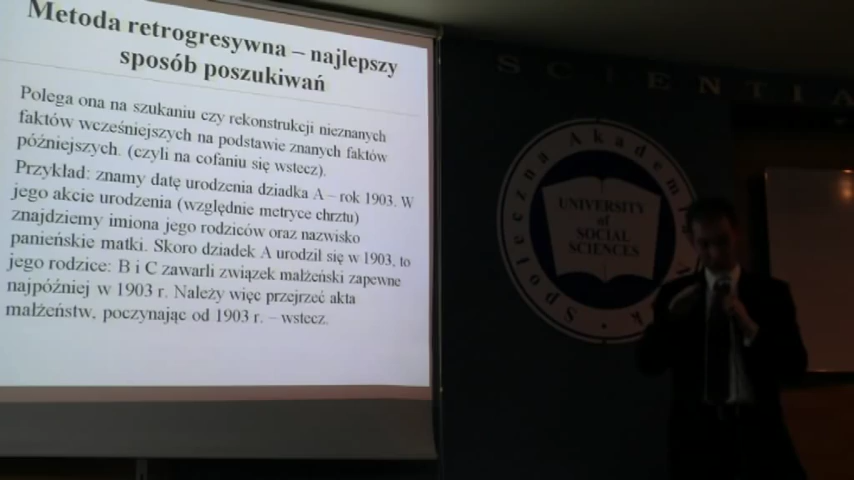 Metoda retrogresywna – najlepszy
sposób poszukiwań
Polega ona na szukaniu czy rekonstrukcji nieznanych
faktów wcześniejszych na podstawie znanych faktów
późniejszych. (czyli na cofaniu się wstecz).
Przykład: znamy datę urodzenia dziadka A – rok 1903. W
jego akcie urodzenia (względnie metryce chrztu)
znajdziemy imiona jego rodziców oraz nazwisko
panieńskie matki. Skoro dziadek A urodził się w 1903, to
jego rodzice: B i C zawarli związek małżeński zapewne
najpóźniej w 1903 r. Należy więc przejrzeć akta
małżeństw, poczynając od 1903 r. – wstecz.
SCIENTIA
Społeczna Akademi
UNIVERSITY
of
SOCIAL
SCIENCES